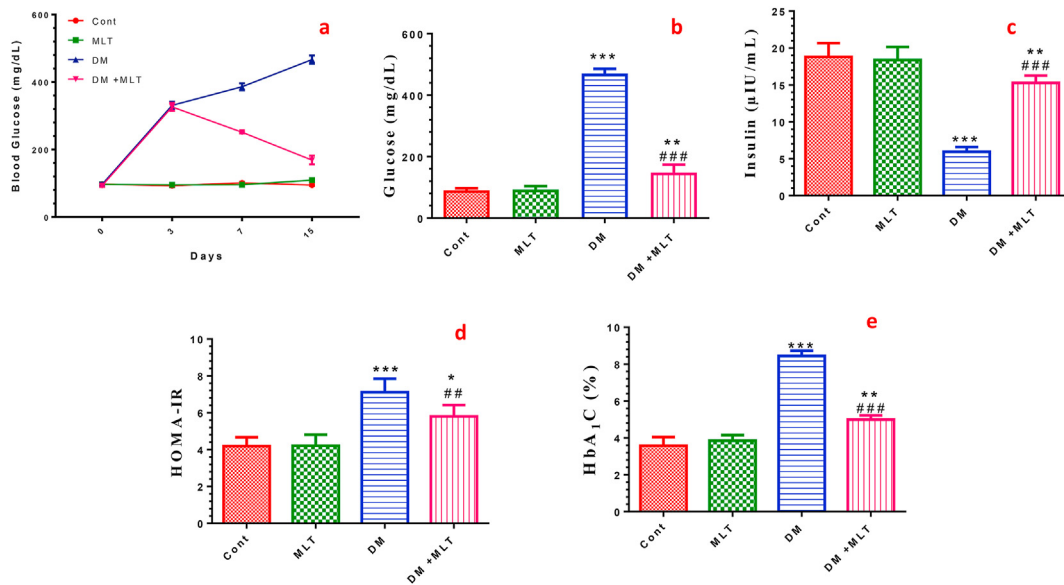 a
Blood Glucose (mg/dL)
600
400
200
0
Cont
MLT
DM
DM +MLT
0
3
7
15
Days
b
Glucose (mg/dL)
600
400
200
0
***
**
###
Cont
MLT
DM
DM +MLT
c
Insulin (µIU/mL)
25
20
15
10
5
0
***
**
###
Cont
MLT
DM
DM +MLT
d
HOMA-IR
10
8
6
4
2
0
***
*
##
Cont
MLT
DM
DM +MLT
e
HbA1C (%)
10
8
6
4
2
0
***
**
###
Cont
MLT
DM
DM +MLT